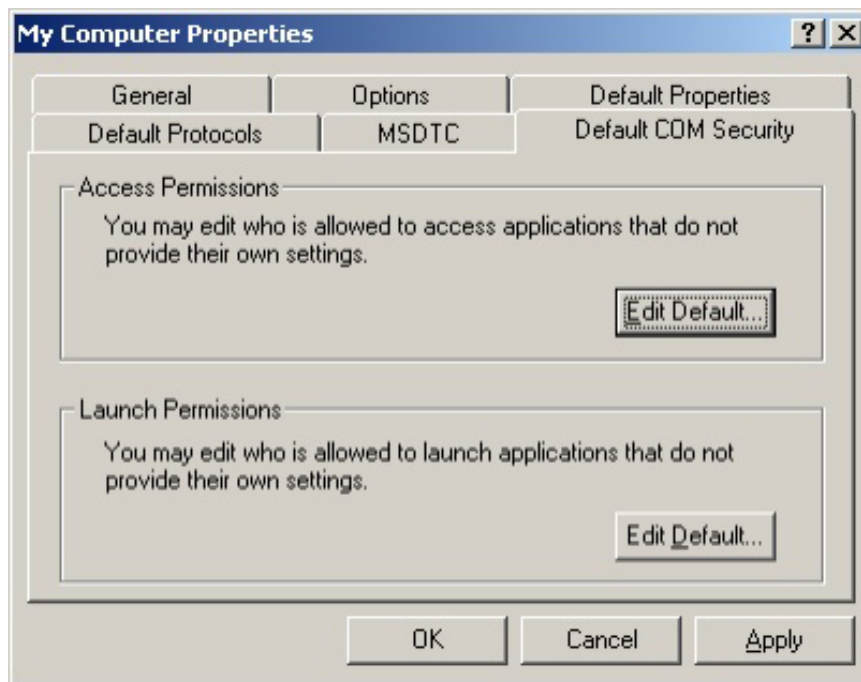 My Computer Properties
General Options Default Properties
Default Protocols MSDTC Default COM Security
Access Permissions
You may edit who is allowed to access applications that do not
provide their own settings.
Edit Default...
Launch Permissions
You may edit who is allowed to launch applications that do not
provide their own settings.
Edit Default...
OK Cancel Apply